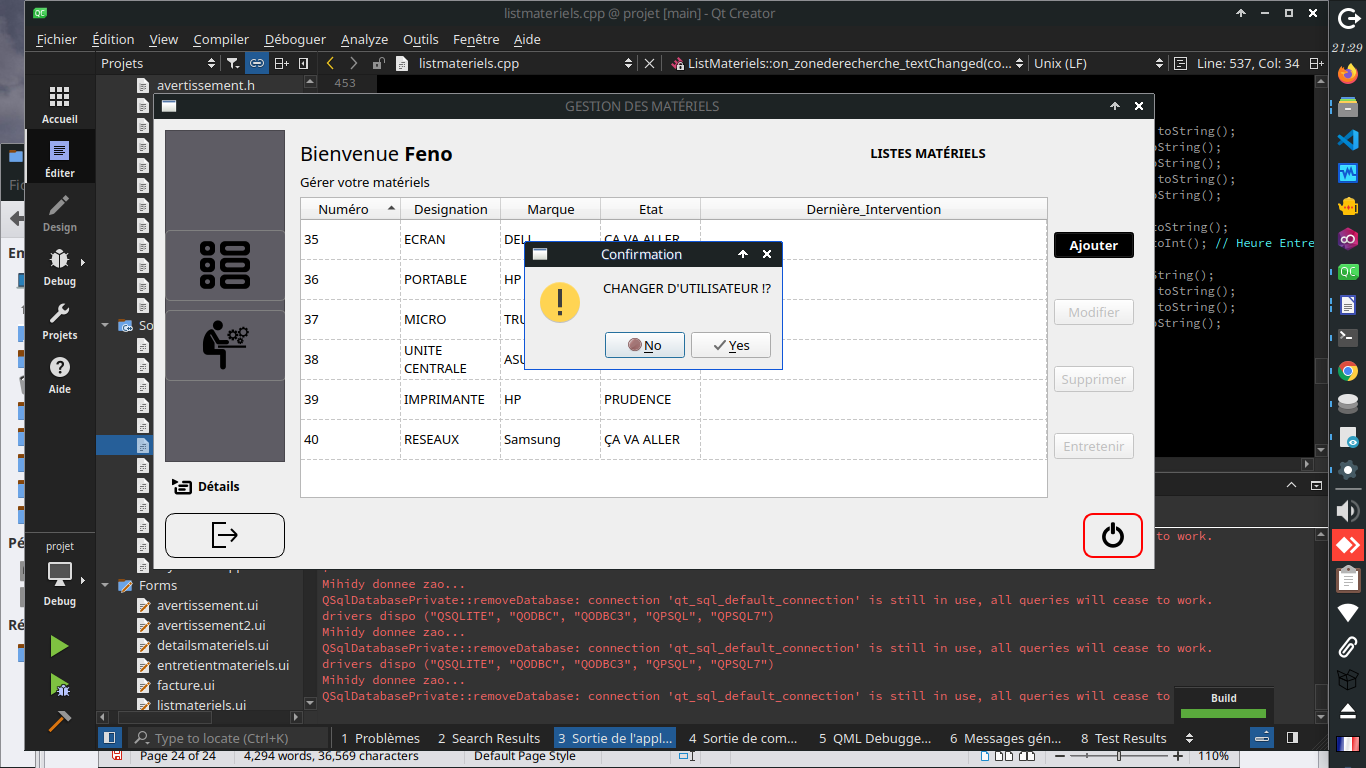 listmateriels.cpp @ projet [main] - Qt Creator
Fichier Édition View Compiler Déboguer Analyze Outils Fenêtre Aide
21:29
Projets
listmateriels.cpp
ListMateriels::on_zonederecherche_textChanged(co...
Unix (LF)
Line: 537, Col: 34
avertissement.h
453
Accueil
Éditer
Design
Debug
Projets
Aide
GESTION DES MATÉRIELS
Bienvenue Feno
LISTES MATÉRIELS
Gérer votre matériels
Numéro Designation Marque Etat Dernière_Intervention
35 ECRAN DELL ÇA VA ALLER
36 PORTABLE HP
37 MICRO
38 UNITE CENTRALE
39 IMPRIMANTE HP PRUDENCE
40 RESEAUX Samsung ÇA VA ALLER
Ajouter
Modifier
Supprimer
Entretenir
Confirmation
CHANGER D'UTILISATEUR !?
No
Yes
Détails
toString();
toString();
toString();
toString();
toString();
toString();
toInt(); // Heure Entre
String();
toString();
toString();
toString();
to work.
projet
Debug
Forms
avertissement.ui
avertissement2.ui
detailsmateriels.ui
entretientmateriels.ui
facture.ui
listmateriels.ui
Mihidy donnee zao...
QSqlDatabasePrivate::removeDatabase: connection 'qt_sql_default_connection' is still in use, all queries will cease to work.
drivers dispo ("QSQLITE", "QODBC", "QODBC3", "QPSQL", "QPSQL7")
Mihidy donnee zao...
QSqlDatabasePrivate::removeDatabase: connection 'qt_sql_default_connection' is still in use, all queries will cease to work.
drivers dispo ("QSQLITE", "QODBC", "QODBC3", "QPSQL", "QPSQL7")
Mihidy donnee zao...
QSqlDatabasePrivate::removeDatabase: connection 'qt_sql_default_connection' is still in use, all queries will cease to
Build
Type to locate (Ctrl+K)
1 Problèmes 2 Search Results 3 Sortie de l'appl... 4 Sortie de com... 5 QML Debugge... 6 Messages gén... 8 Test Results
Page 24 of 24
4,294 words, 36,569 characters
Default Page Style
110%